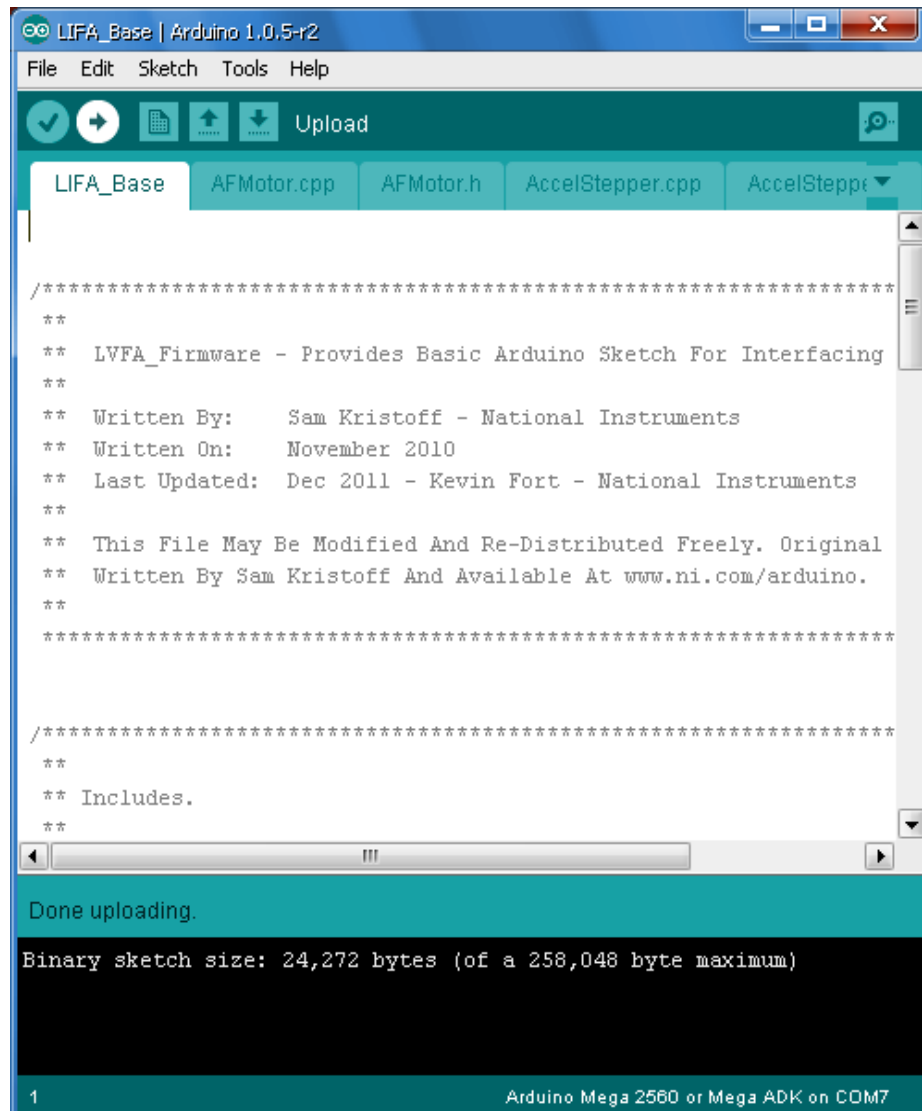 LIFA_Base | Arduino 1.0.5-r2
File Edit Sketch Tools Help
Upload
LIFA_Base AFMotor.cpp AFMotor.h AccelStepper.cpp AccelSteppe
/******************************************************************
**
** LVFA_Firmware - Provides Basic Arduino Sketch For Interfacing
**
** Written By: Sam Kristoff - National Instruments
** Written On: November 2010
** Last Updated: Dec 2011 - Kevin Fort - National Instruments
**
** This File May Be Modified And Re-Distributed Freely. Original
** Written By Sam Kristoff And Available At www.ni.com/arduino.
**
******************************************************************
/******************************************************************
**
** Includes.
**
Done uploading.
Binary sketch size: 24,272 bytes (of a 258,048 byte maximum)
1 Arduino Mega 2560 or Mega ADK on COM7